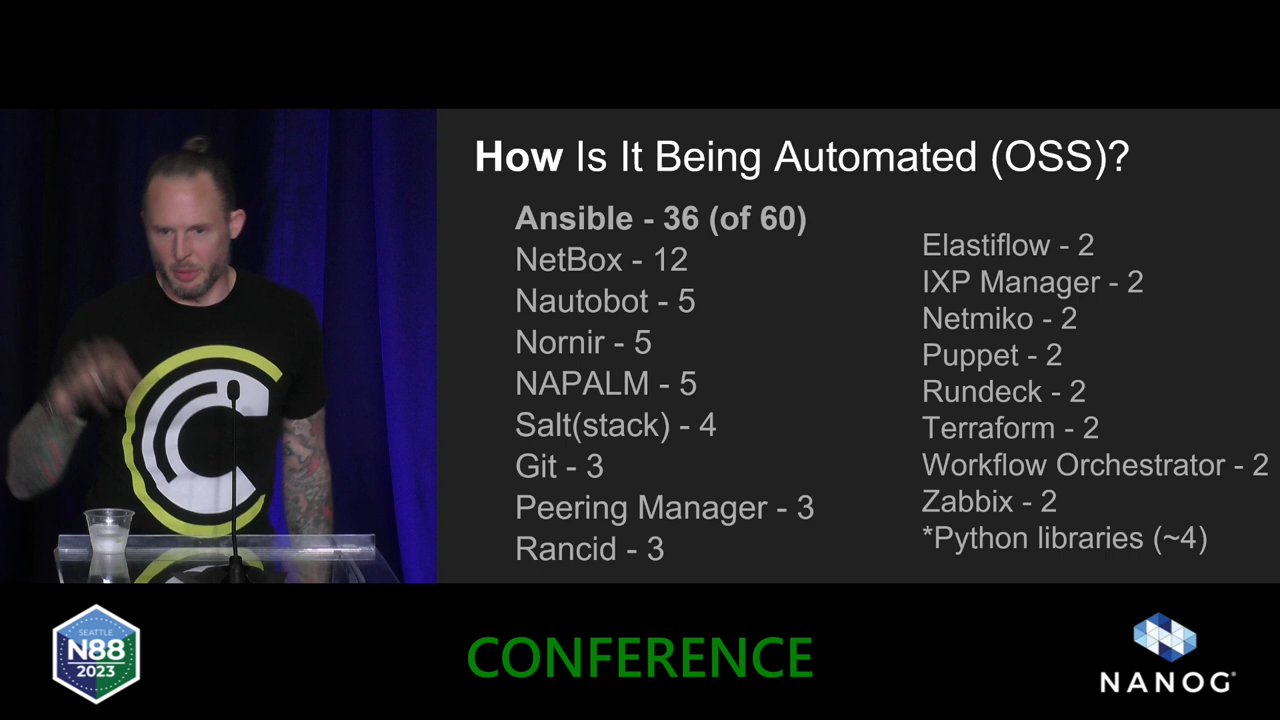 How Is It Being Automated (OSS)?
Ansible - 36 (of 60)
NetBox - 12
Nautobot - 5
Nornir - 5
NAPALM - 5
Salt(stack) - 4
Git - 3
Peering Manager - 3
Rancid - 3
Elastiflow - 2
IXP Manager - 2
Netmiko - 2
Puppet - 2
Rundeck - 2
Terraform - 2
Workflow Orchestrator - 2
Zabbix - 2
*Python libraries (~4)
SEATTLE
N88
2023
CONFERENCE
NANOG®